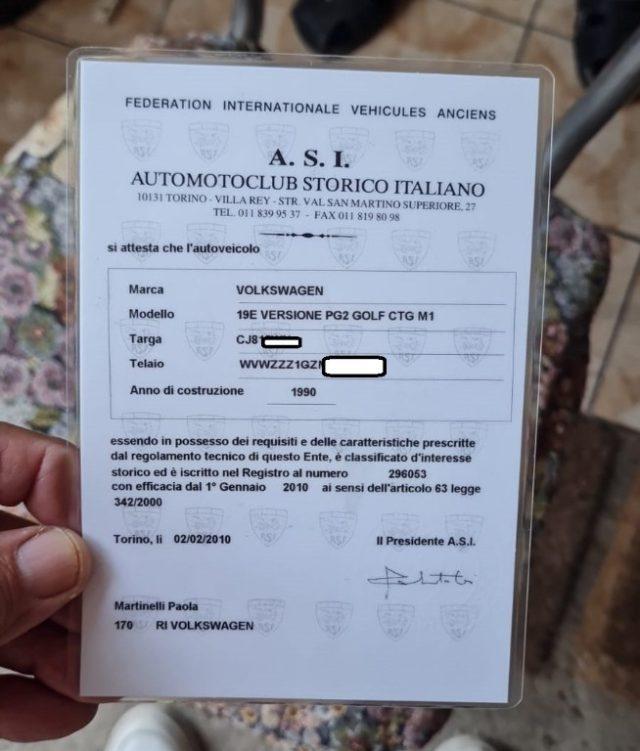 FEDERATION INTERNATIONALE VEHICULES ANCIENS
A. S. I.
AUTOMOTOCLUB STORICO ITALIANO
10131 TORINO - VILLA REY - STR. VAL SAN MARTINO SUPERIORE, 27
TEL. 011 839 95 37 - FAX 011 819 80 98
si attesta che l'autoveicolo
Marca VOLKSWAGEN
Modello 19E VERSIONE PG2 GOLF CTG M1
Targa CJ8
Telaio WVWZZZ1GZ
Anno di costruzione 1990
essendo in possesso dei requisiti e delle caratteristiche prescritte
dal regolamento tecnico di questo Ente, è classificato d'interesse
storico ed è iscritto nel Registro al numero 296053
con efficacia dal 1° Gennaio 2010 ai sensi dell'articolo 63 legge
342/2000
Torino, lì 02/02/2010 Il Presidente A.S.I.
Martinelli Paola
170 RI VOLKSWAGEN